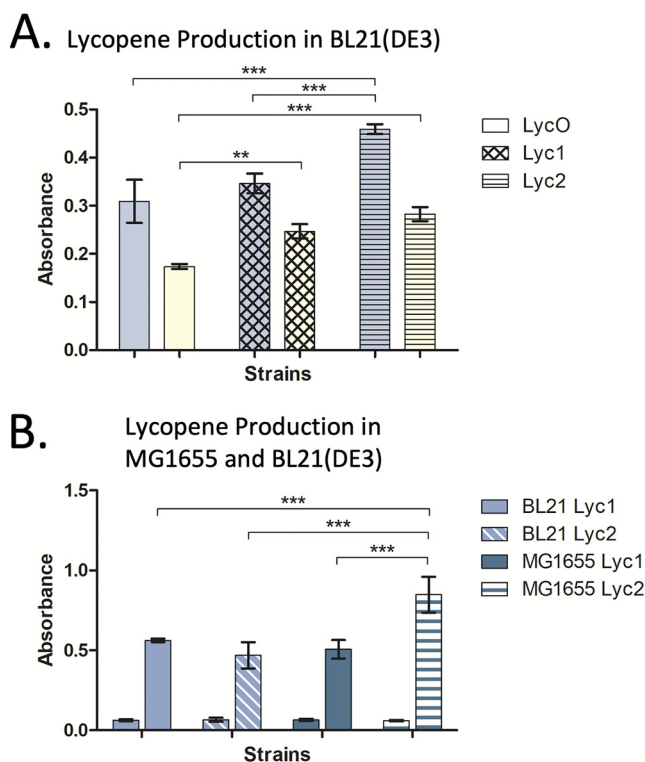 A. Lycopene Production in BL21(DE3)
***
***
***
**
0.5
0.4
0.3
0.2
0.1
0.0
Absorbance
Strains
LycO
Lyc1
Lyc2
B. Lycopene Production in
MG1655 and BL21(DE3)
***
***
***
1.5
1.0
0.5
0.0
Absorbance
Strains
BL21 Lyc1
BL21 Lyc2
MG1655 Lyc1
MG1655 Lyc2